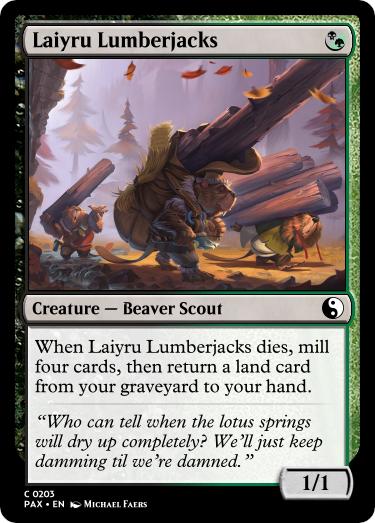 Laiyru Lumberjacks
Creature — Beaver Scout
When Laiyru Lumberjacks dies, mill
four cards, then return a land card
from your graveyard to your hand.
“Who can tell when the lotus springs
will dry up completely? We’ll just keep
damming til we’re damned.”
1/1
C 0203
PAX • EN Michael Faers